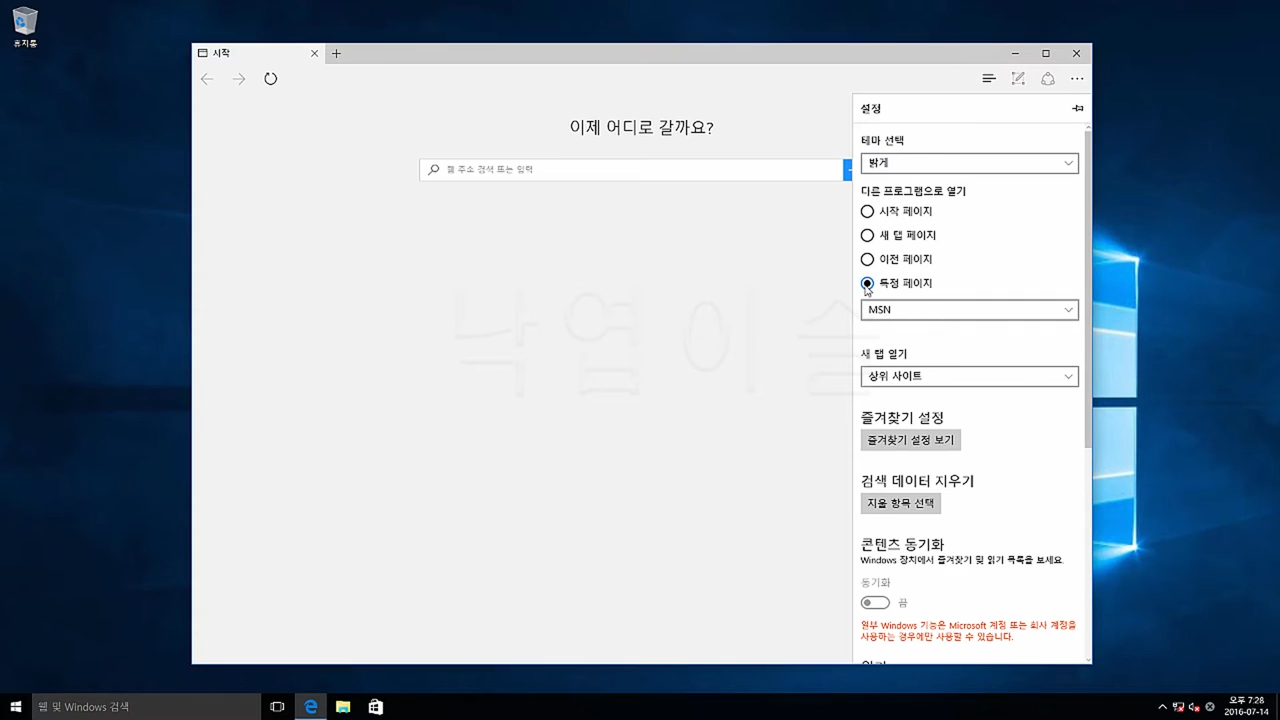 휴지통
시작
이제 어디로 갈까요?
웹 주소 검색 또는 입력
설정
테마 선택
밝게
다른 프로그램으로 열기
시작 페이지
새 탭 페이지
이전 페이지
특정 페이지
MSN
새 탭 열기
상위 사이트
즐겨찾기 설정
즐겨찾기 설정 보기
검색 데이터 지우기
지울 항목 선택
콘텐츠 동기화
Windows 장치에서 즐겨찾기 및 읽기 목록을 보세요.
동기화
끔
일부 Windows 기능은 Microsoft 계정 또는 회사 계정을
사용하는 경우에만 사용할 수 있습니다.
낙엽이슬
웹 및 Windows 검색
오후 7:28
2016-07-14